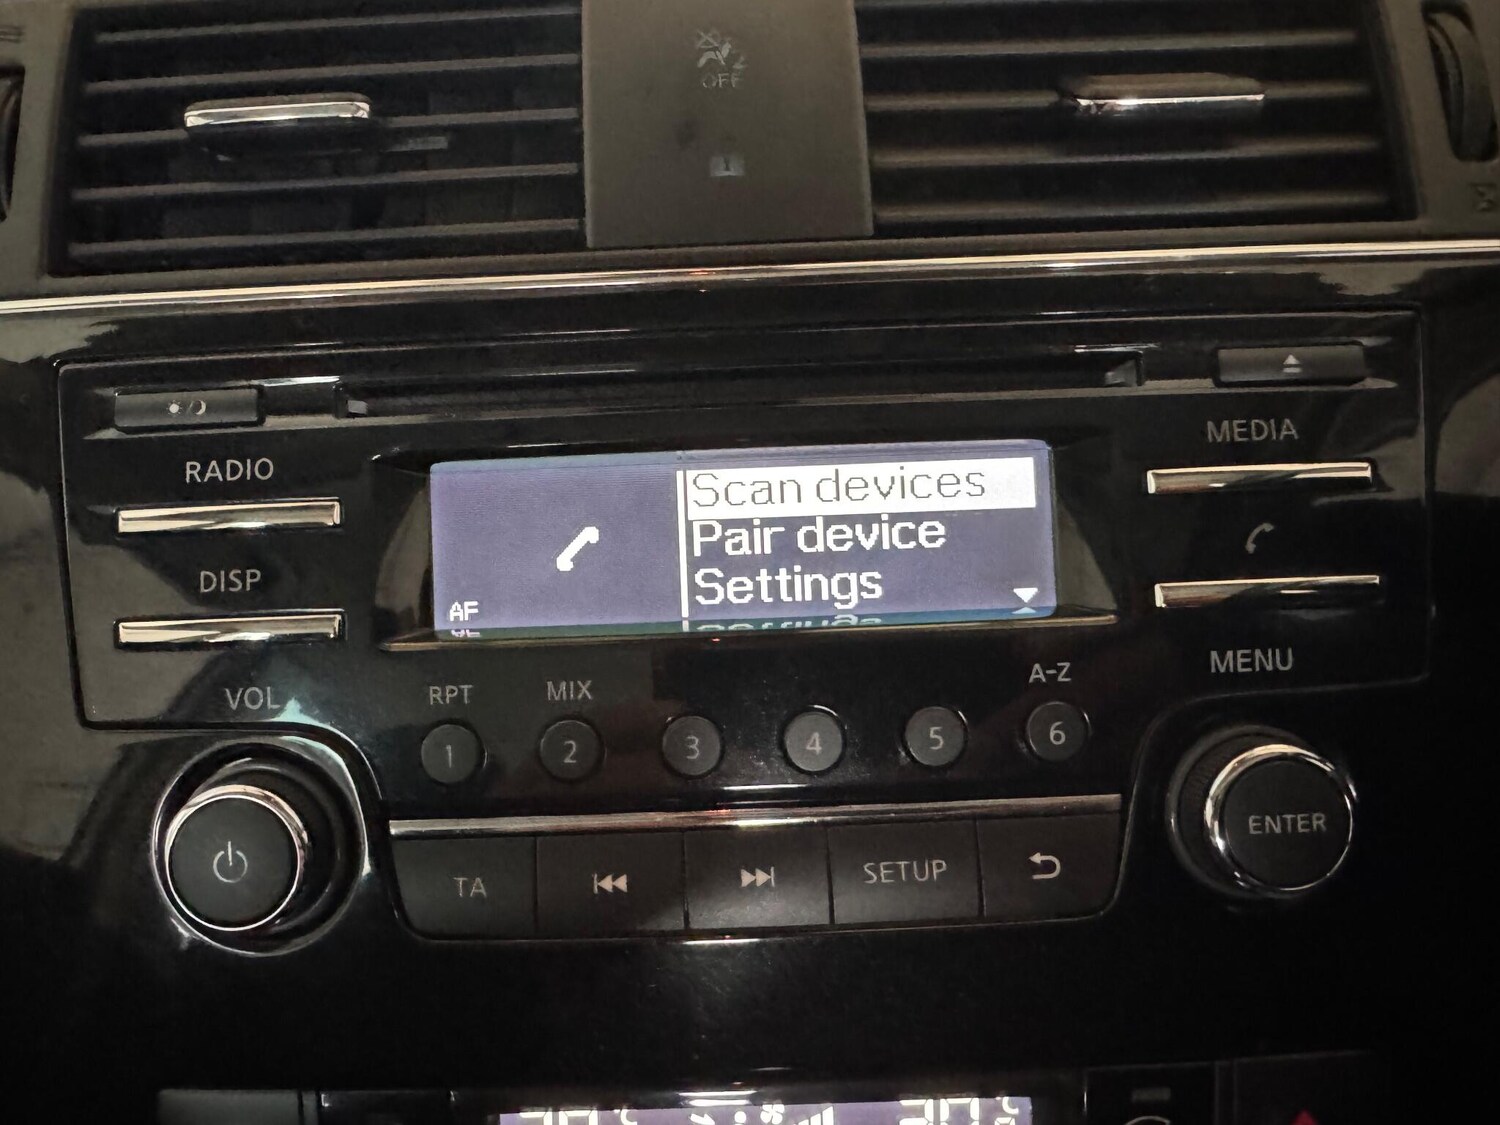 OFF
RADIO
MEDIA
DISP
Scan devices
Pair device
Settings
AF
VOL
RPT
MIX
A-Z
MENU
1
2
3
4
5
6
ENTER
TA
SETUP